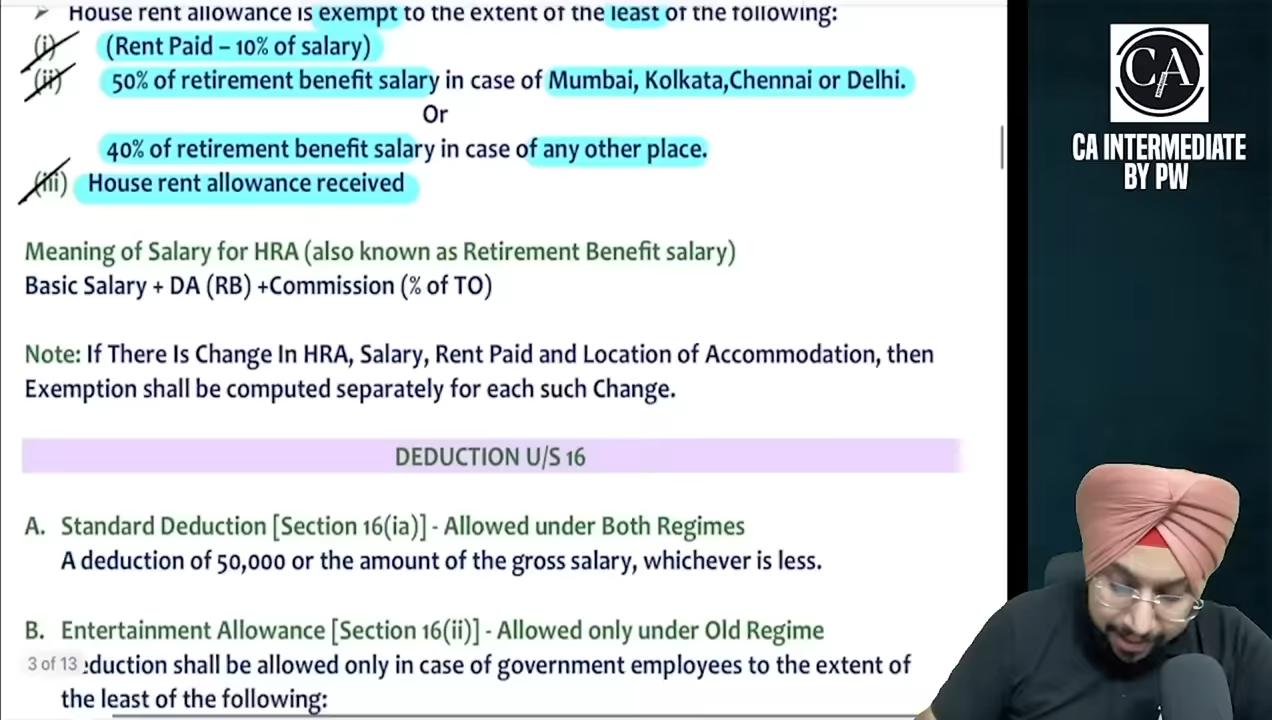 ➤ House rent allowance is exempt to the extent of the least of the following:
(i) (Rent Paid – 10% of salary)
(ii) 50% of retirement benefit salary in case of Mumbai, Kolkata,Chennai or Delhi.
Or
40% of retirement benefit salary in case of any other place.
(iii) House rent allowance received
Meaning of Salary for HRA (also known as Retirement Benefit salary)
Basic Salary + DA (RB) +Commission (% of TO)
Note: If There Is Change In HRA, Salary, Rent Paid and Location of Accommodation, then
Exemption shall be computed separately for each such Change.
DEDUCTION U/S 16
A. Standard Deduction [Section 16(ia)] - Allowed under Both Regimes
A deduction of 50,000 or the amount of the gross salary, whichever is less.
B. Entertainment Allowance [Section 16(ii)] - Allowed only under Old Regime
3 of 13 eduction shall be allowed only in case of government employees to the extent of
the least of the following:
CA
CA INTERMEDIATE
BY PW